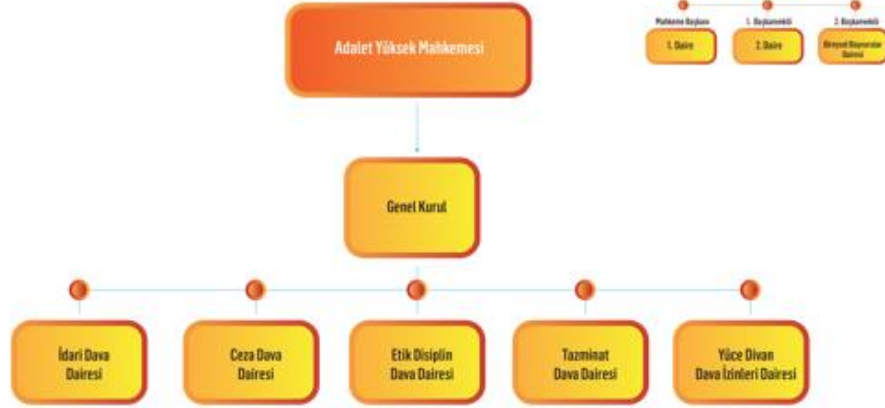 Adalet Yüksek Mahkemesi
Mahkeme Başkanı
1. Başkanvekili
2. Başkanvekili
1. Daire
2. Daire
Bireysel Başvurular
Dairesi
Genel Kurul
İdari Dava
Dairesi
Ceza Dava
Dairesi
Etik Disiplin
Dava Dairesi
Tazminat
Dava Dairesi
Yüce Divan
Dava İzinleri Dairesi